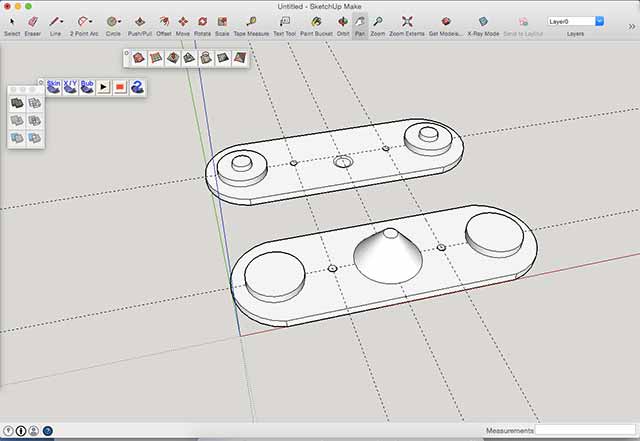 Untitled - SketchUp Make
Select Eraser Line 2 Point Arc Circle Push/Pull Offset Move Rotate Scale Tape Measure Text Tool Paint Bucket Orbit Pan Zoom Zoom Extents Get Models... X-Ray Mode Send to LayOut Layer0 Layers
Skin X/Y Bub
Measurements